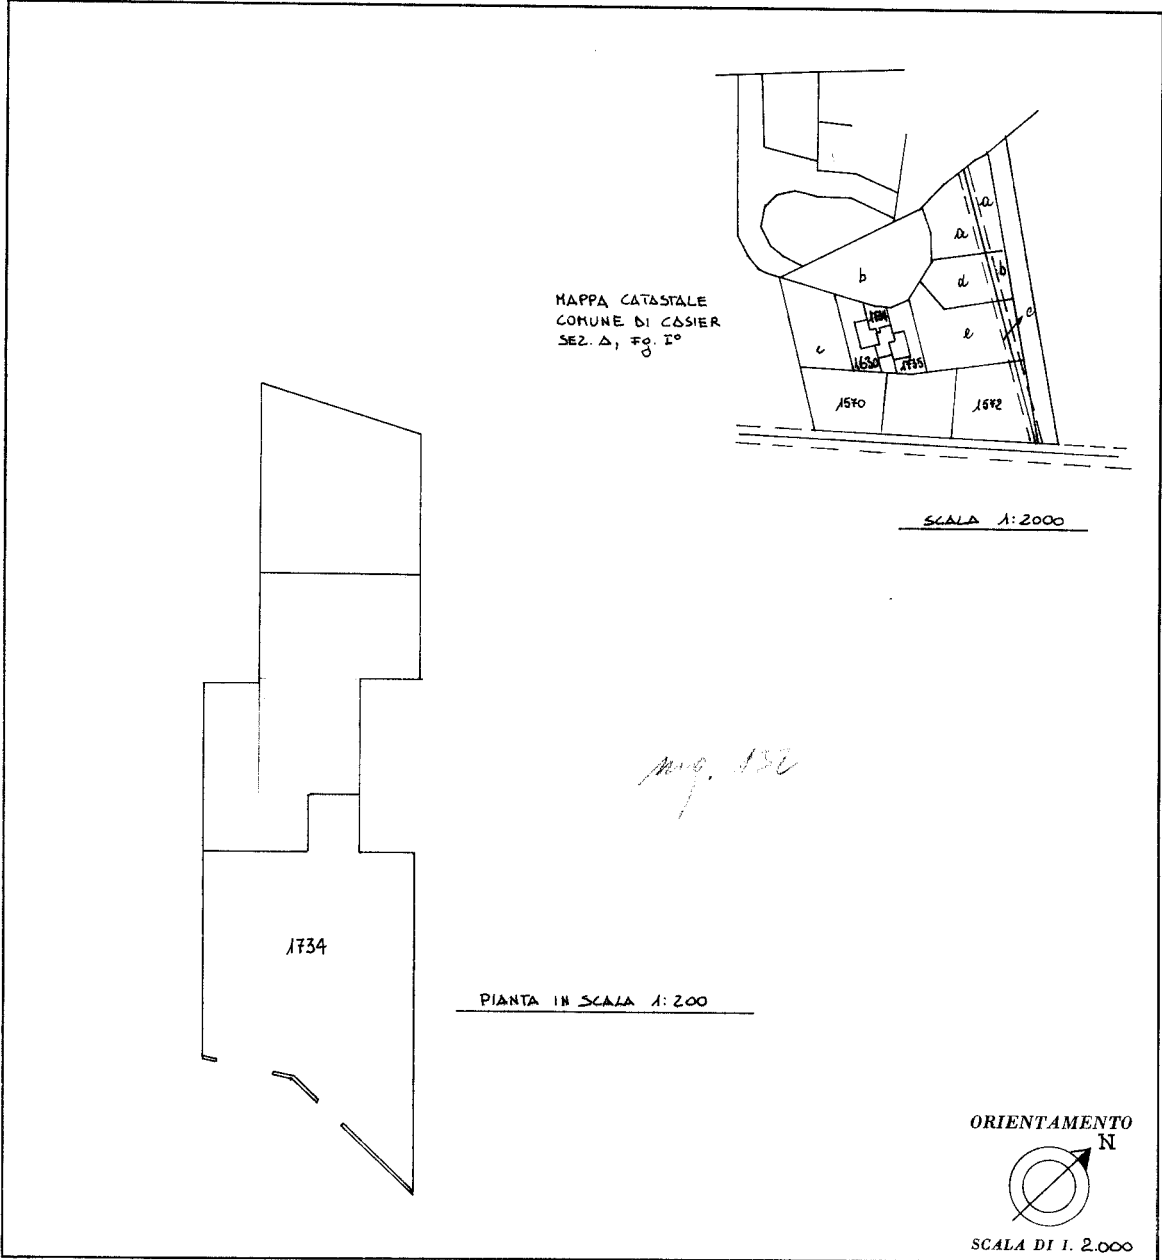 MAPPA CATASTALE
COMUNE DI CASIER
SEZ. A, Fg. I°
a
a
b
b
d
c
e
c
1734
1630
1735
1570
1572
SCALA 1:2000
1734
PIANTA IN SCALA 1:200
ORIENTAMENTO
N
SCALA DI 1. 2.000